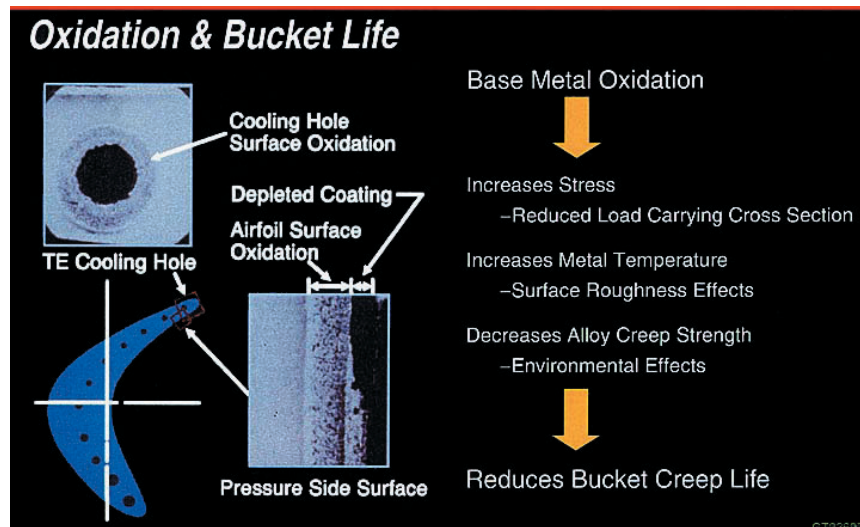 Oxidation & Bucket Life
Cooling Hole
Surface Oxidation
Depleted Coating
Airfoil Surface
Oxidation
TE Cooling Hole
Pressure Side Surface
Base Metal Oxidation
Increases Stress
–Reduced Load Carrying Cross Section
Increases Metal Temperature
–Surface Roughness Effects
Decreases Alloy Creep Strength
–Environmental Effects
Reduces Bucket Creep Life